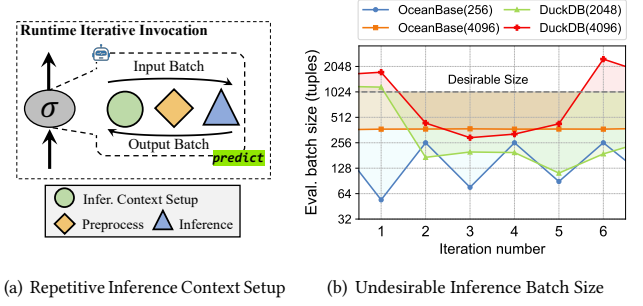 Runtime Iterative Invocation
Input Batch
σ
Output Batch
predict
Infer. Context Setup
Preprocess
Inference
(a) Repetitive Inference Context Setup
OceanBase(256)
DuckDB(2048)
OceanBase(4096)
DuckDB(4096)
Eval. batch size (tuples)
2048
1024
512
256
128
64
32
Desirable Size
1 2 3 4 5 6
Iteration number
(b) Undesirable Inference Batch Size